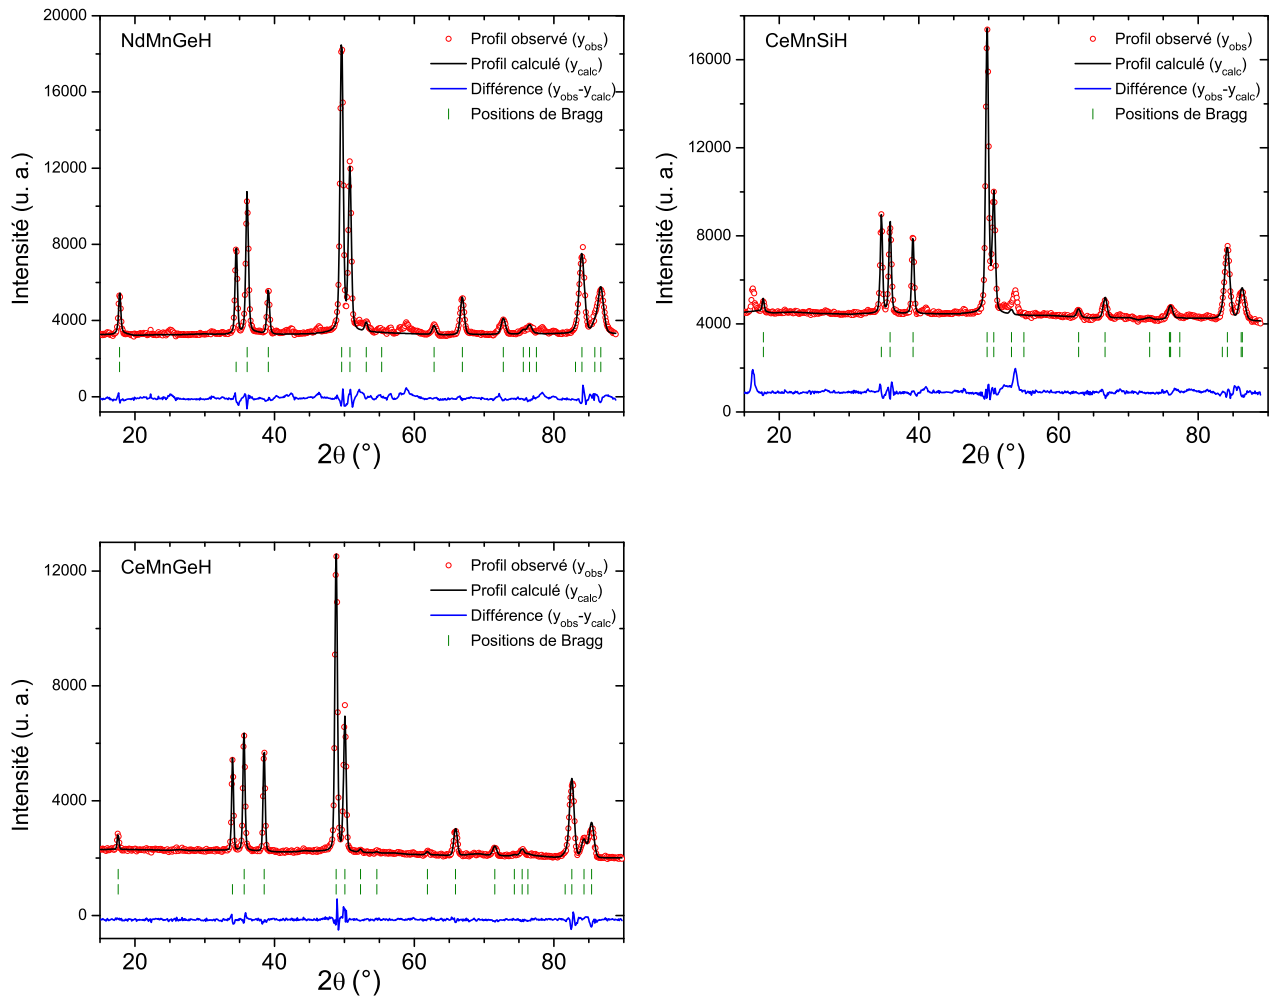 NdMnGeH
Profil observé (yobs)
Profil calculé (ycalc)
Différence (yobs-ycalc)
Positions de Bragg
Intensité (u. a.)
20000
16000
12000
8000
4000
0
20 40 60 80
2θ (°)
CeMnSiH
Profil observé (yobs)
Profil calculé (ycalc)
Différence (yobs-ycalc)
Positions de Bragg
Intensité (u. a.)
16000
12000
8000
4000
0
20 40 60 80
2θ (°)
CeMnGeH
Profil observé (yobs)
Profil calculé (ycalc)
Différence (yobs-ycalc)
Positions de Bragg
Intensité (u. a.)
12000
8000
4000
0
20 40 60 80
2θ (°)